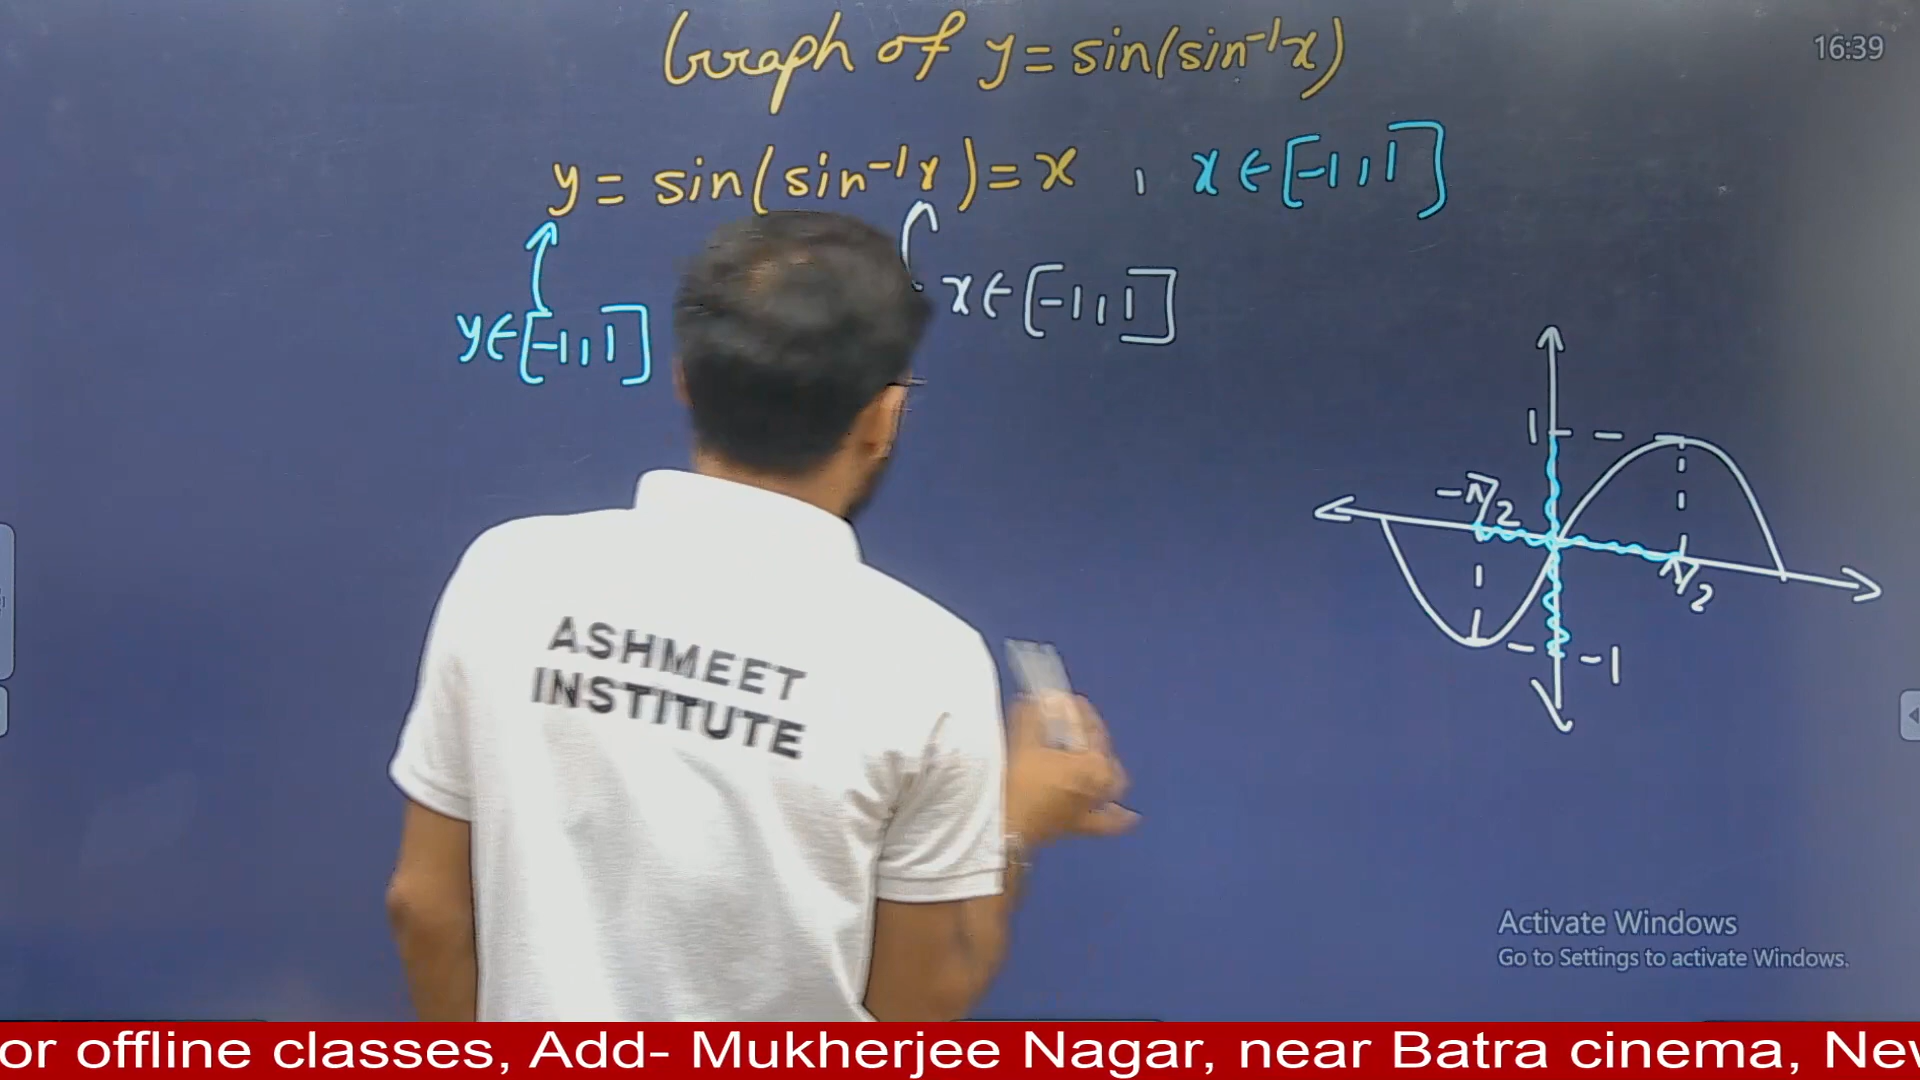 Graph of y = sin(sin⁻¹x)
16:39
y = sin(sin⁻¹x) = x , x ∈ [-1, 1]
x ∈ [-1, 1]
y ∈ [-1, 1]
1
-π/2
π/2
-1
ASHMEET
INSTITUTE
Activate Windows
Go to Settings to activate Windows.
or offline classes, Add- Mukherjee Nagar, near Batra cinema, New